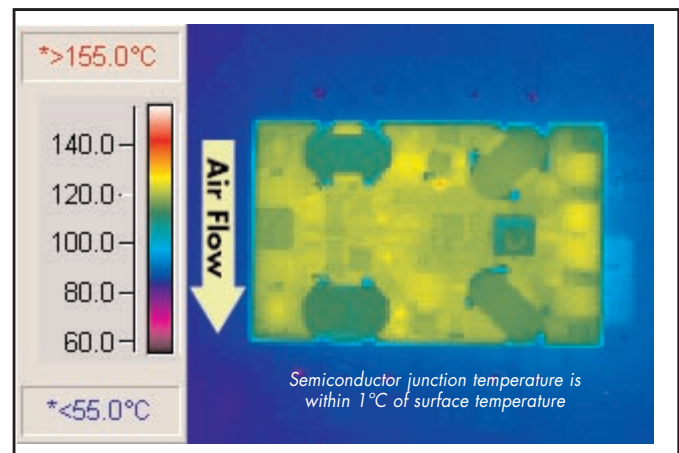 *>155.0°C
140.0
120.0
100.0
80.0
60.0
*<55.0°C
Air Flow
Semiconductor junction temperature is
within 1°C of surface temperature